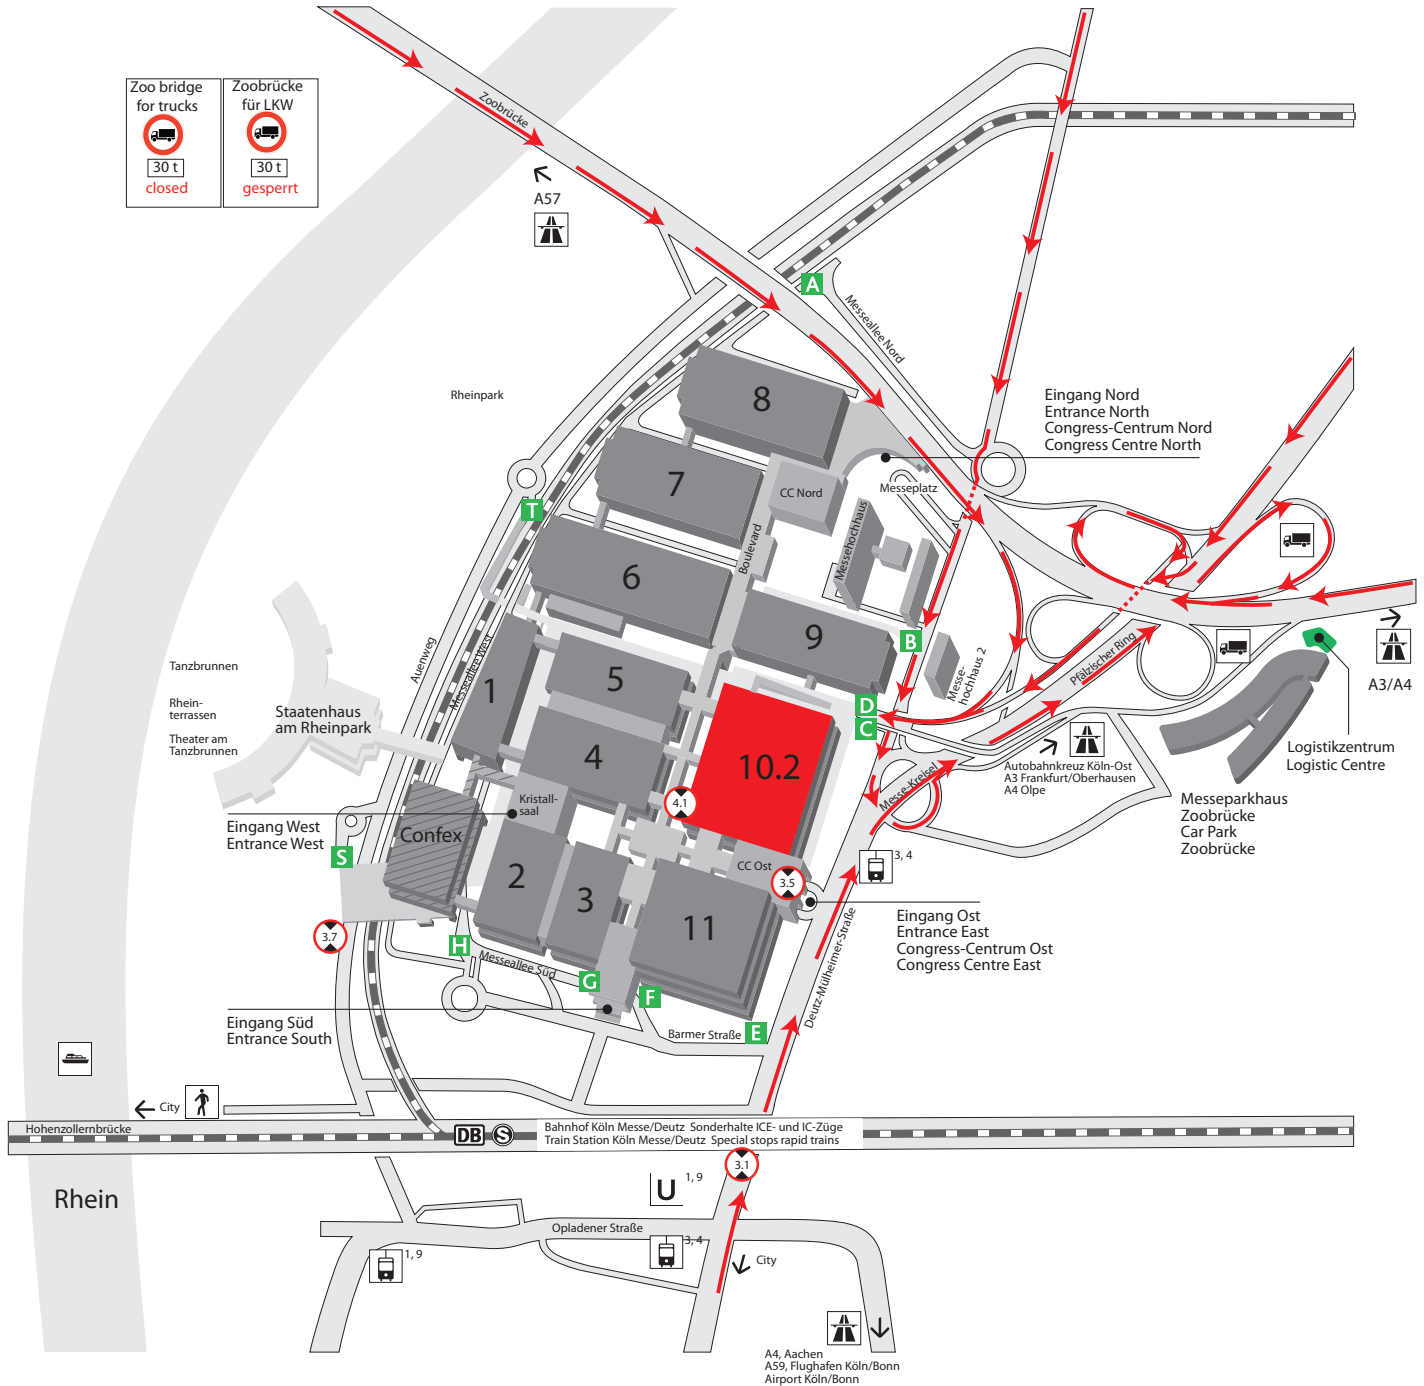 Zoo bridge
for trucks
30 t
closed
Zoobrücke
für LKW
30 t
gesperrt
Zoobrücke
A57
A
Messeallee Nord
Rheinpark
8
Eingang Nord
Entrance North
Congress-Centrum Nord
Congress Centre North
7
CC Nord
Messeplatz
T
Boulevard
Messehochhaus
6
9
B
Messe-
hochhaus 2
Pfälzischer Ring
A3/A4
Auenweg
Messeallee West
Tanzbrunnen
Rhein-
terrassen
Theater am
Tanzbrunnen
Staatenhaus
am Rheinpark
1
5
4
10.2
D
C
4.1
Autobahnkreuz Köln-Ost
A3 Frankfurt/Oberhausen
A4 Olpe
Logistikzentrum
Logistic Centre
Messeparkhaus
Zoobrücke
Car Park
Zoobrücke
Messe-Kreisel
Kristall-
saal
Eingang West
Entrance West
Confex
S
3.7
2
3
11
CC Ost
3.5
3, 4
Eingang Ost
Entrance East
Congress-Centrum Ost
Congress Centre East
Deutz-Mülheimer-Straße
H
Messeallee Süd
G
F
E
Eingang Süd
Entrance South
Barmer Straße
City
Hohenzollernbrücke
DB
S
Bahnhof Köln Messe/Deutz Sonderhalte ICE- und IC-Züge
Train Station Köln Messe/Deutz Special stops rapid trains
3.1
Rhein
U
1, 9
Opladener Straße
1, 9
3, 4
City
A4, Aachen
A59, Flughafen Köln/Bonn
Airport Köln/Bonn